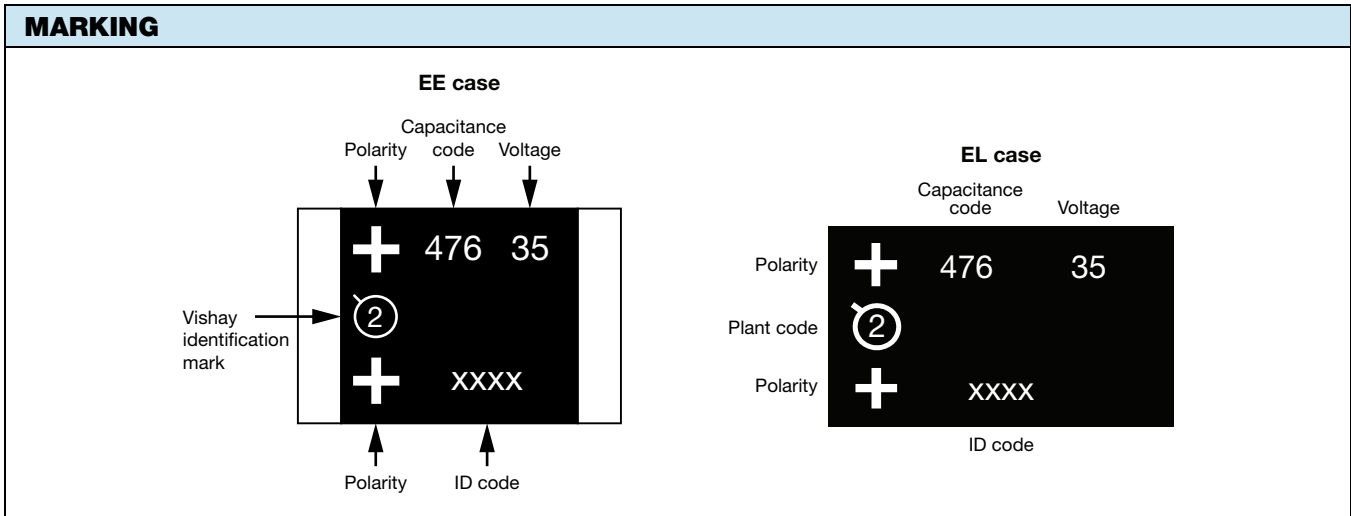 MARKING
EE case
Capacitance
Polarity code Voltage
+ 476 35
2
Vishay
identification
mark
+ xxxx
Polarity ID code
EL case
Capacitance
code Voltage
Polarity + 476 35
Plant code 2
Polarity + xxxx
ID code